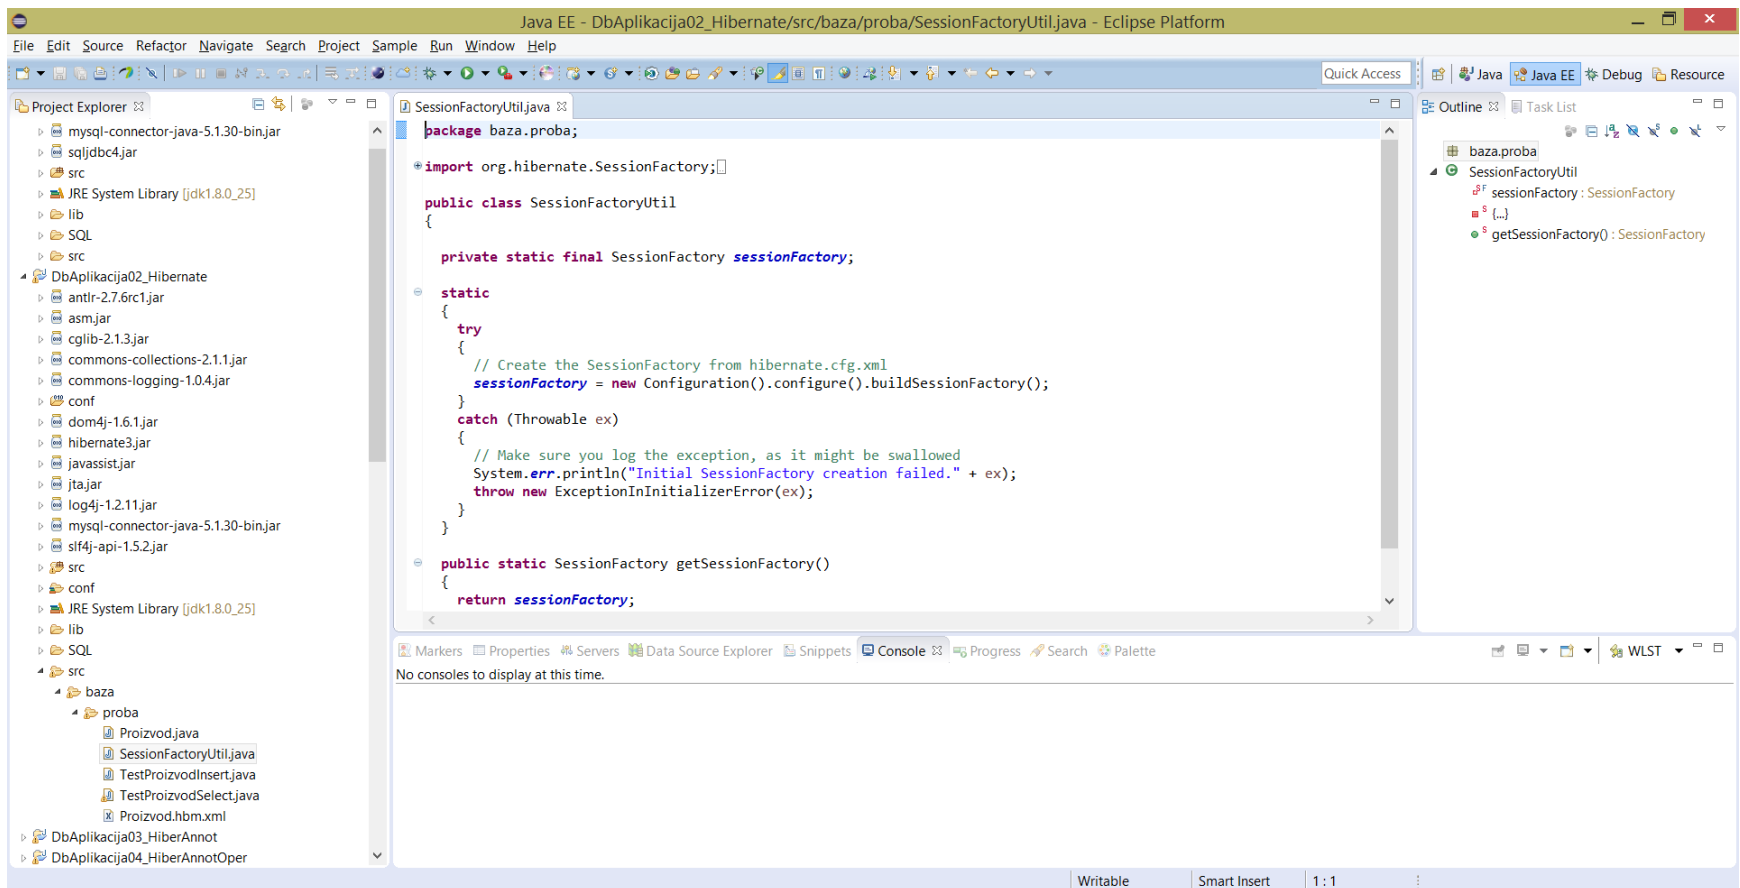 Java EE - DbAplikacija02_Hibernate/src/baza/proba/SessionFactoryUtil.java - Eclipse Platform
File Edit Source Refactor Navigate Search Project Sample Run Window Help
Quick Access
Java
Java EE
Debug
Resource
Project Explorer
mysql-connector-java-5.1.30-bin.jar
sqljdbc4.jar
src
JRE System Library [jdk1.8.0_25]
lib
SQL
src
DbAplikacija02_Hibernate
antlr-2.7.6rc1.jar
asm.jar
cglib-2.1.3.jar
commons-collections-2.1.1.jar
commons-logging-1.0.4.jar
conf
dom4j-1.6.1.jar
hibernate3.jar
javassist.jar
jta.jar
log4j-1.2.11.jar
mysql-connector-java-5.1.30-bin.jar
slf4j-api-1.5.2.jar
src
conf
JRE System Library [jdk1.8.0_25]
lib
SQL
src
baza
proba
Proizvod.java
SessionFactoryUtil.java
TestProizvodInsert.java
TestProizvodSelect.java
Proizvod.hbm.xml
DbAplikacija03_HiberAnnot
DbAplikacija04_HiberAnnotOper
SessionFactoryUtil.java
package baza.proba;
import org.hibernate.SessionFactory;
public class SessionFactoryUtil
{
private static final SessionFactory sessionFactory;
static
{
try
{
// Create the SessionFactory from hibernate.cfg.xml
sessionFactory = new Configuration().configure().buildSessionFactory();
}
catch (Throwable ex)
{
// Make sure you log the exception, as it might be swallowed
System.err.println("Initial SessionFactory creation failed." + ex);
throw new ExceptionInInitializerError(ex);
}
}
public static SessionFactory getSessionFactory()
{
return sessionFactory;
Outline
Task List
baza.proba
SessionFactoryUtil
sessionFactory : SessionFactory
{...}
getSessionFactory() : SessionFactory
Markers Properties Servers Data Source Explorer Snippets Console Progress Search Palette
WLST
No consoles to display at this time.
Writable
Smart Insert
1 : 1